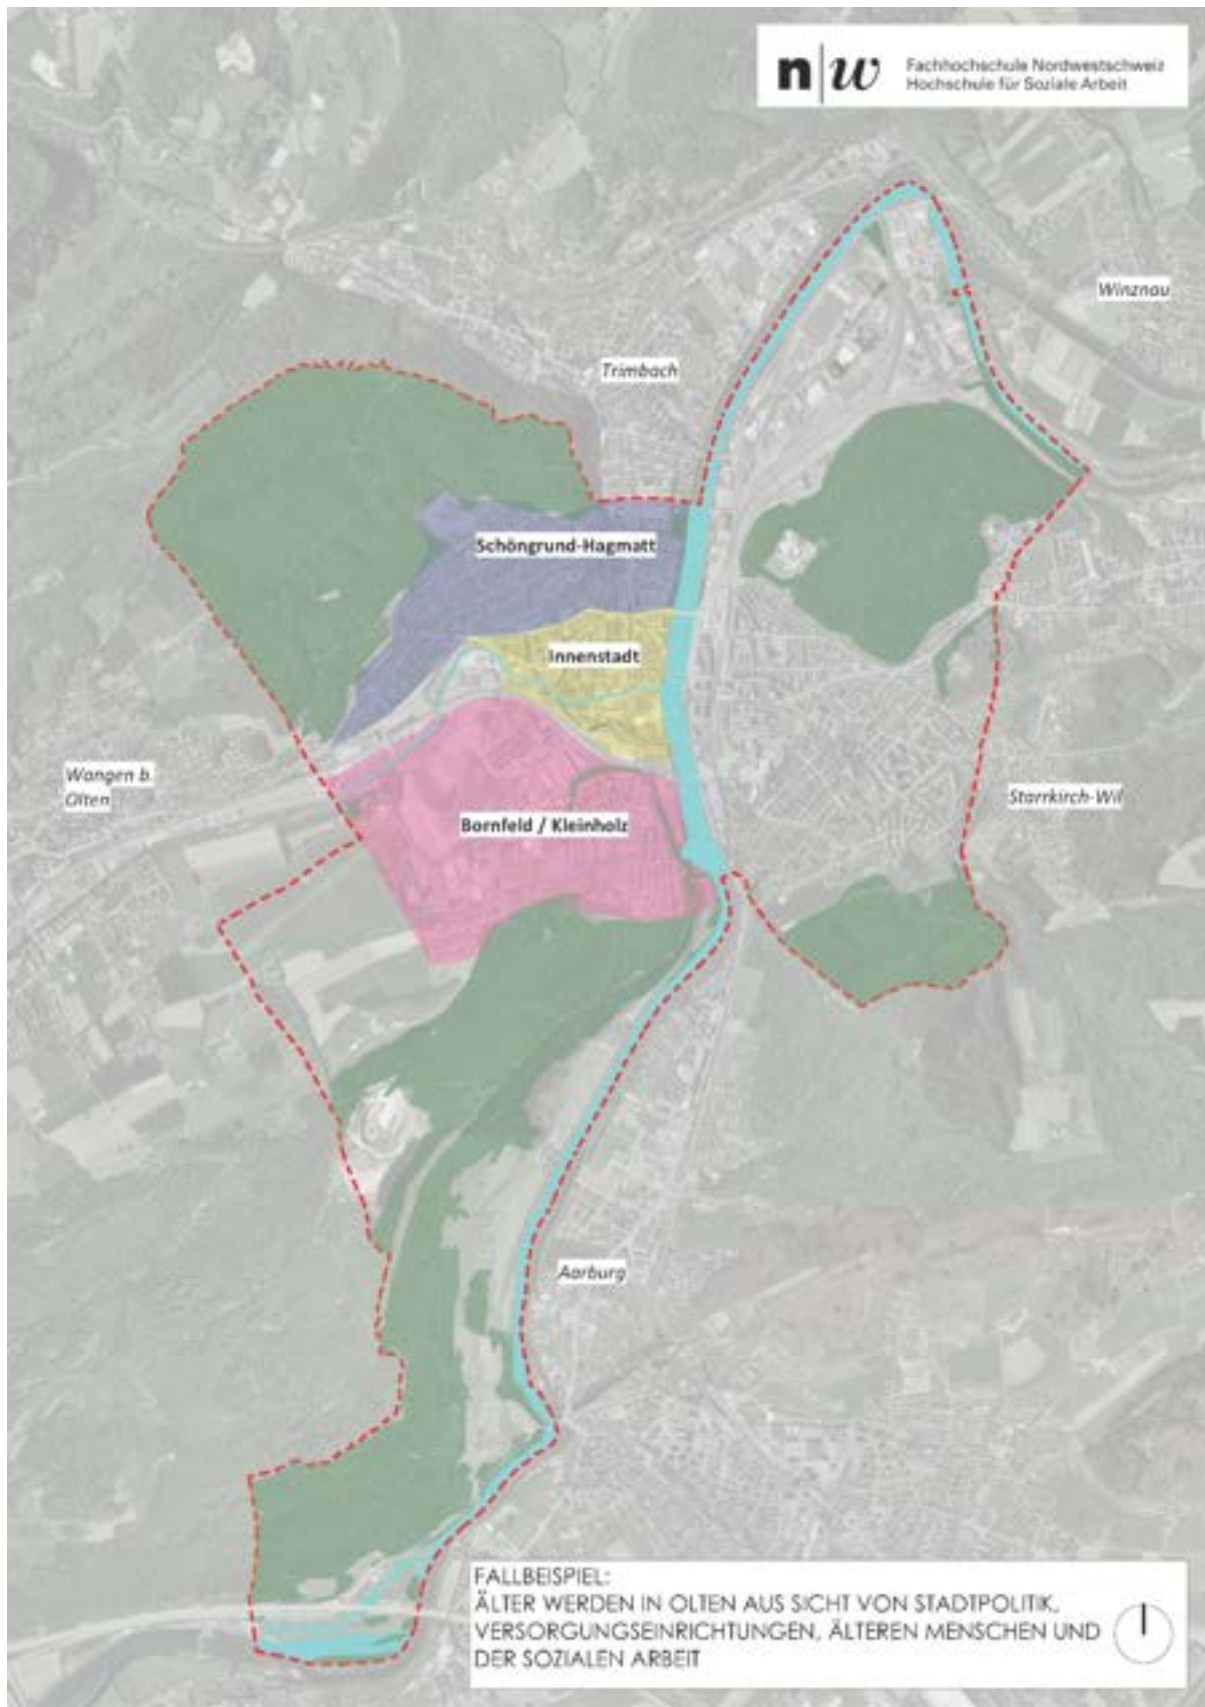 n|w
Fachhochschule Nordwestschweiz
Hochschule für Soziale Arbeit
Winznau
Trimbach
Schöngrund-Hagmatt
Innenstadt
Wangen b.
Olten
Starrkirch-Wil
Bornfeld / Kleinholz
Aarburg
FALLBEISPIEL:
ÄLTER WERDEN IN OLTEN AUS SICHT VON STADTPOLITIK,
VERSORGUNGSEINRICHTUNGEN, ÄLTEREN MENSCHEN UND
DER SOZIALEN ARBEIT